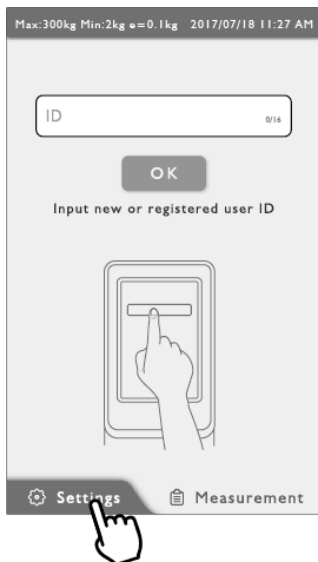 Max:300kg Min:2kg e=0.1kg 2017/07/18 11:27 AM
ID 0/16
OK
Input new or registered user ID
Settings Measurement